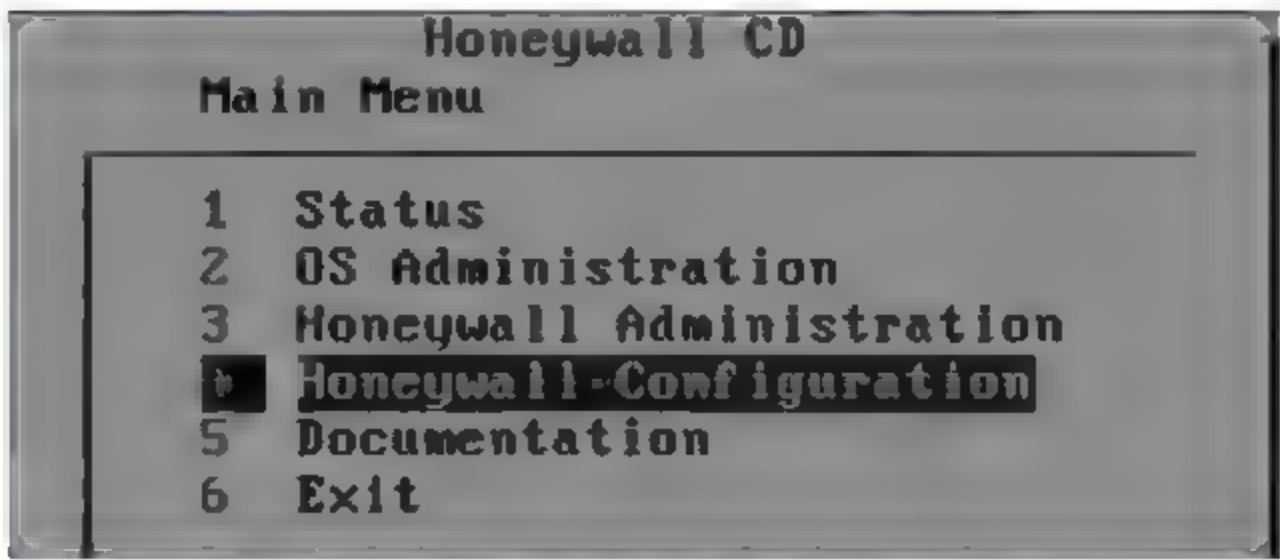 Honeywall CD
Main Menu
1 Status
2 OS Administration
3 Honeywall Administration
Honeywall Configuration
5 Documentation
6 Exit